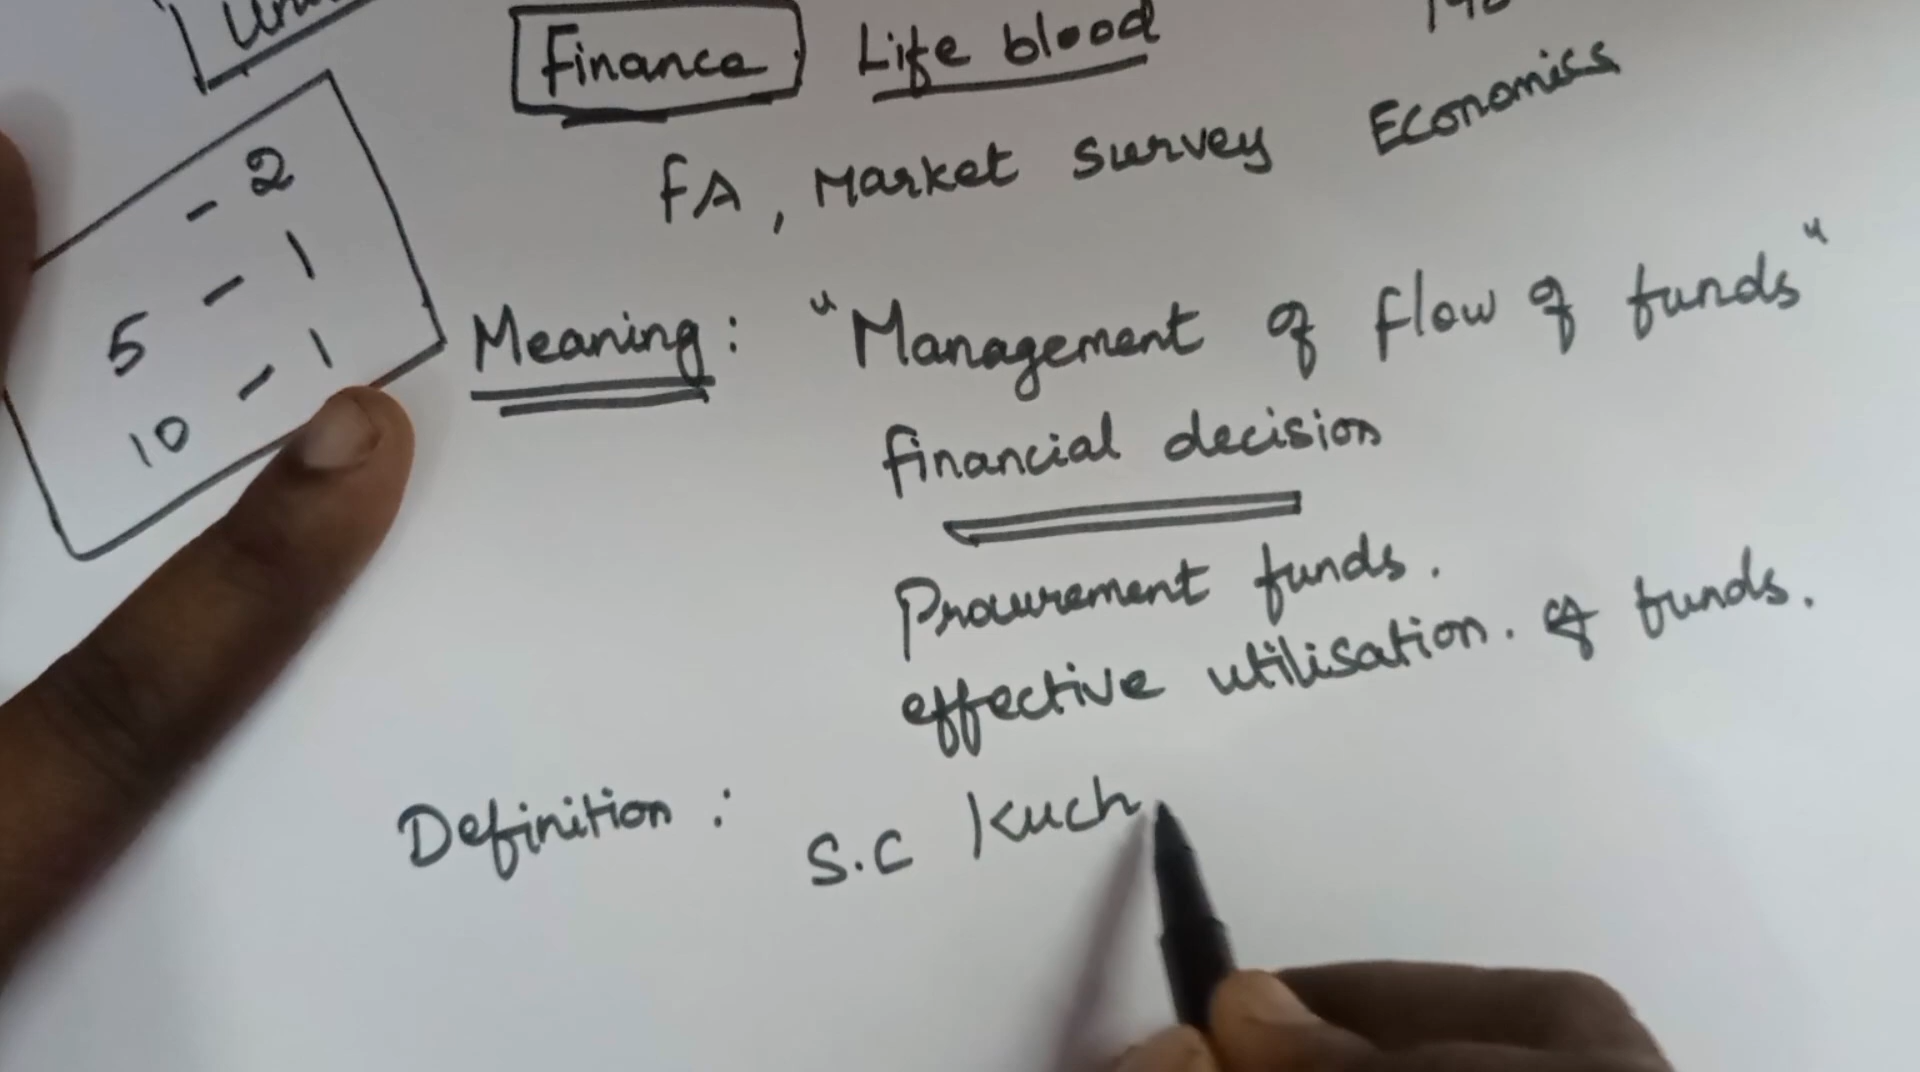 Finance Life blood
FA, Market Survey Economics
- 2
5 - 1
10 - 1
Meaning: "Management of flow of funds"
financial decision
Procurement funds.
effective utilisation. of funds.
Definition : S.C Kuch